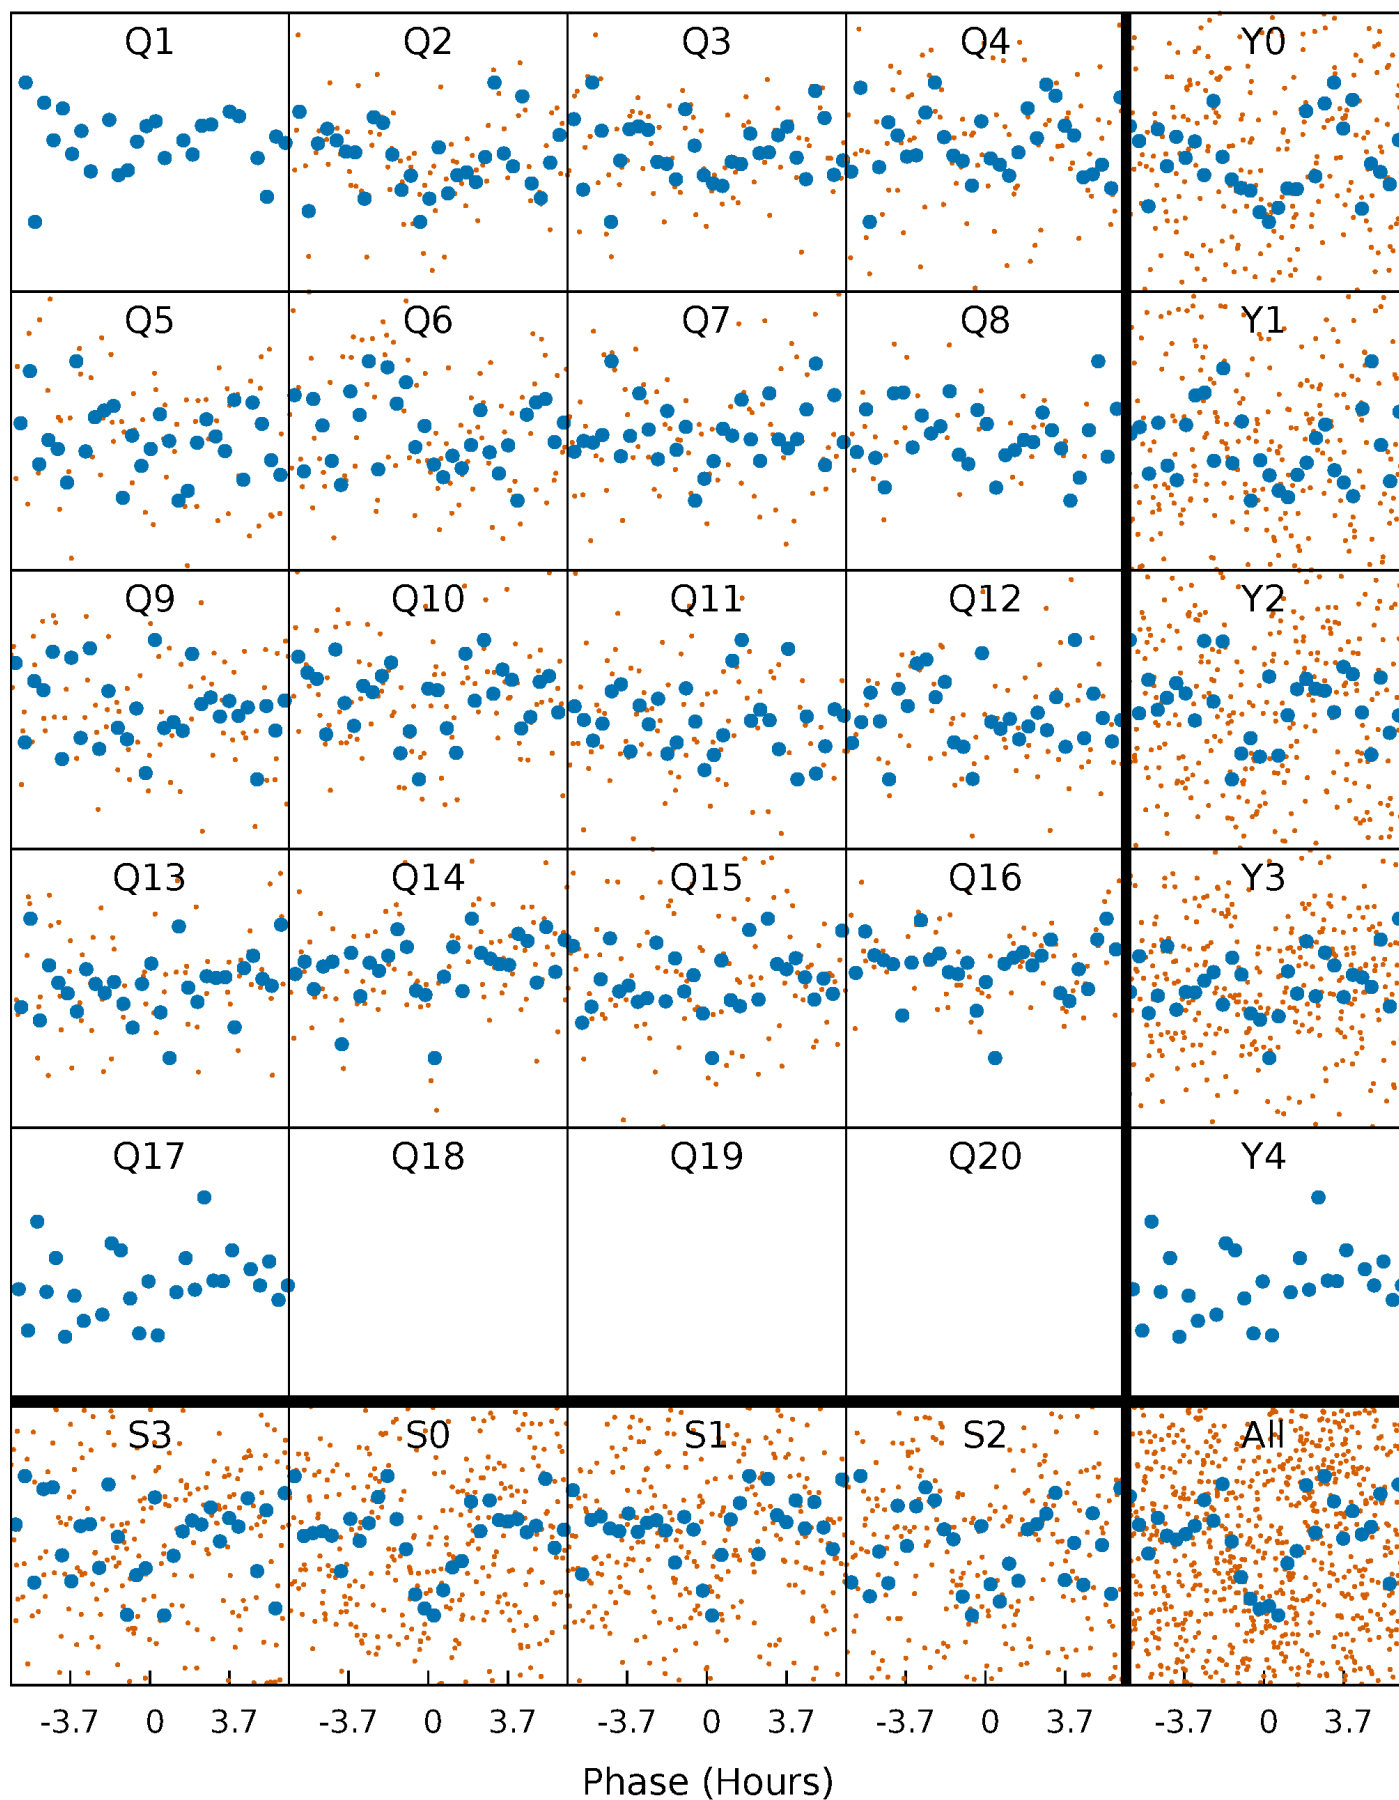 Q1 Q2 Q3 Q4 Y0
Q5 Q6 Q7 Q8 Y1
Q9 Q10 Q11 Q12 Y2
Q13 Q14 Q15 Q16 Y3
Q17 Q18 Q19 Q20 Y4
S3 S0 S1 S2 All
-3.7 0 3.7 -3.7 0 3.7 -3.7 0 3.7 -3.7 0 3.7 -3.7 0 3.7
Phase (Hours)